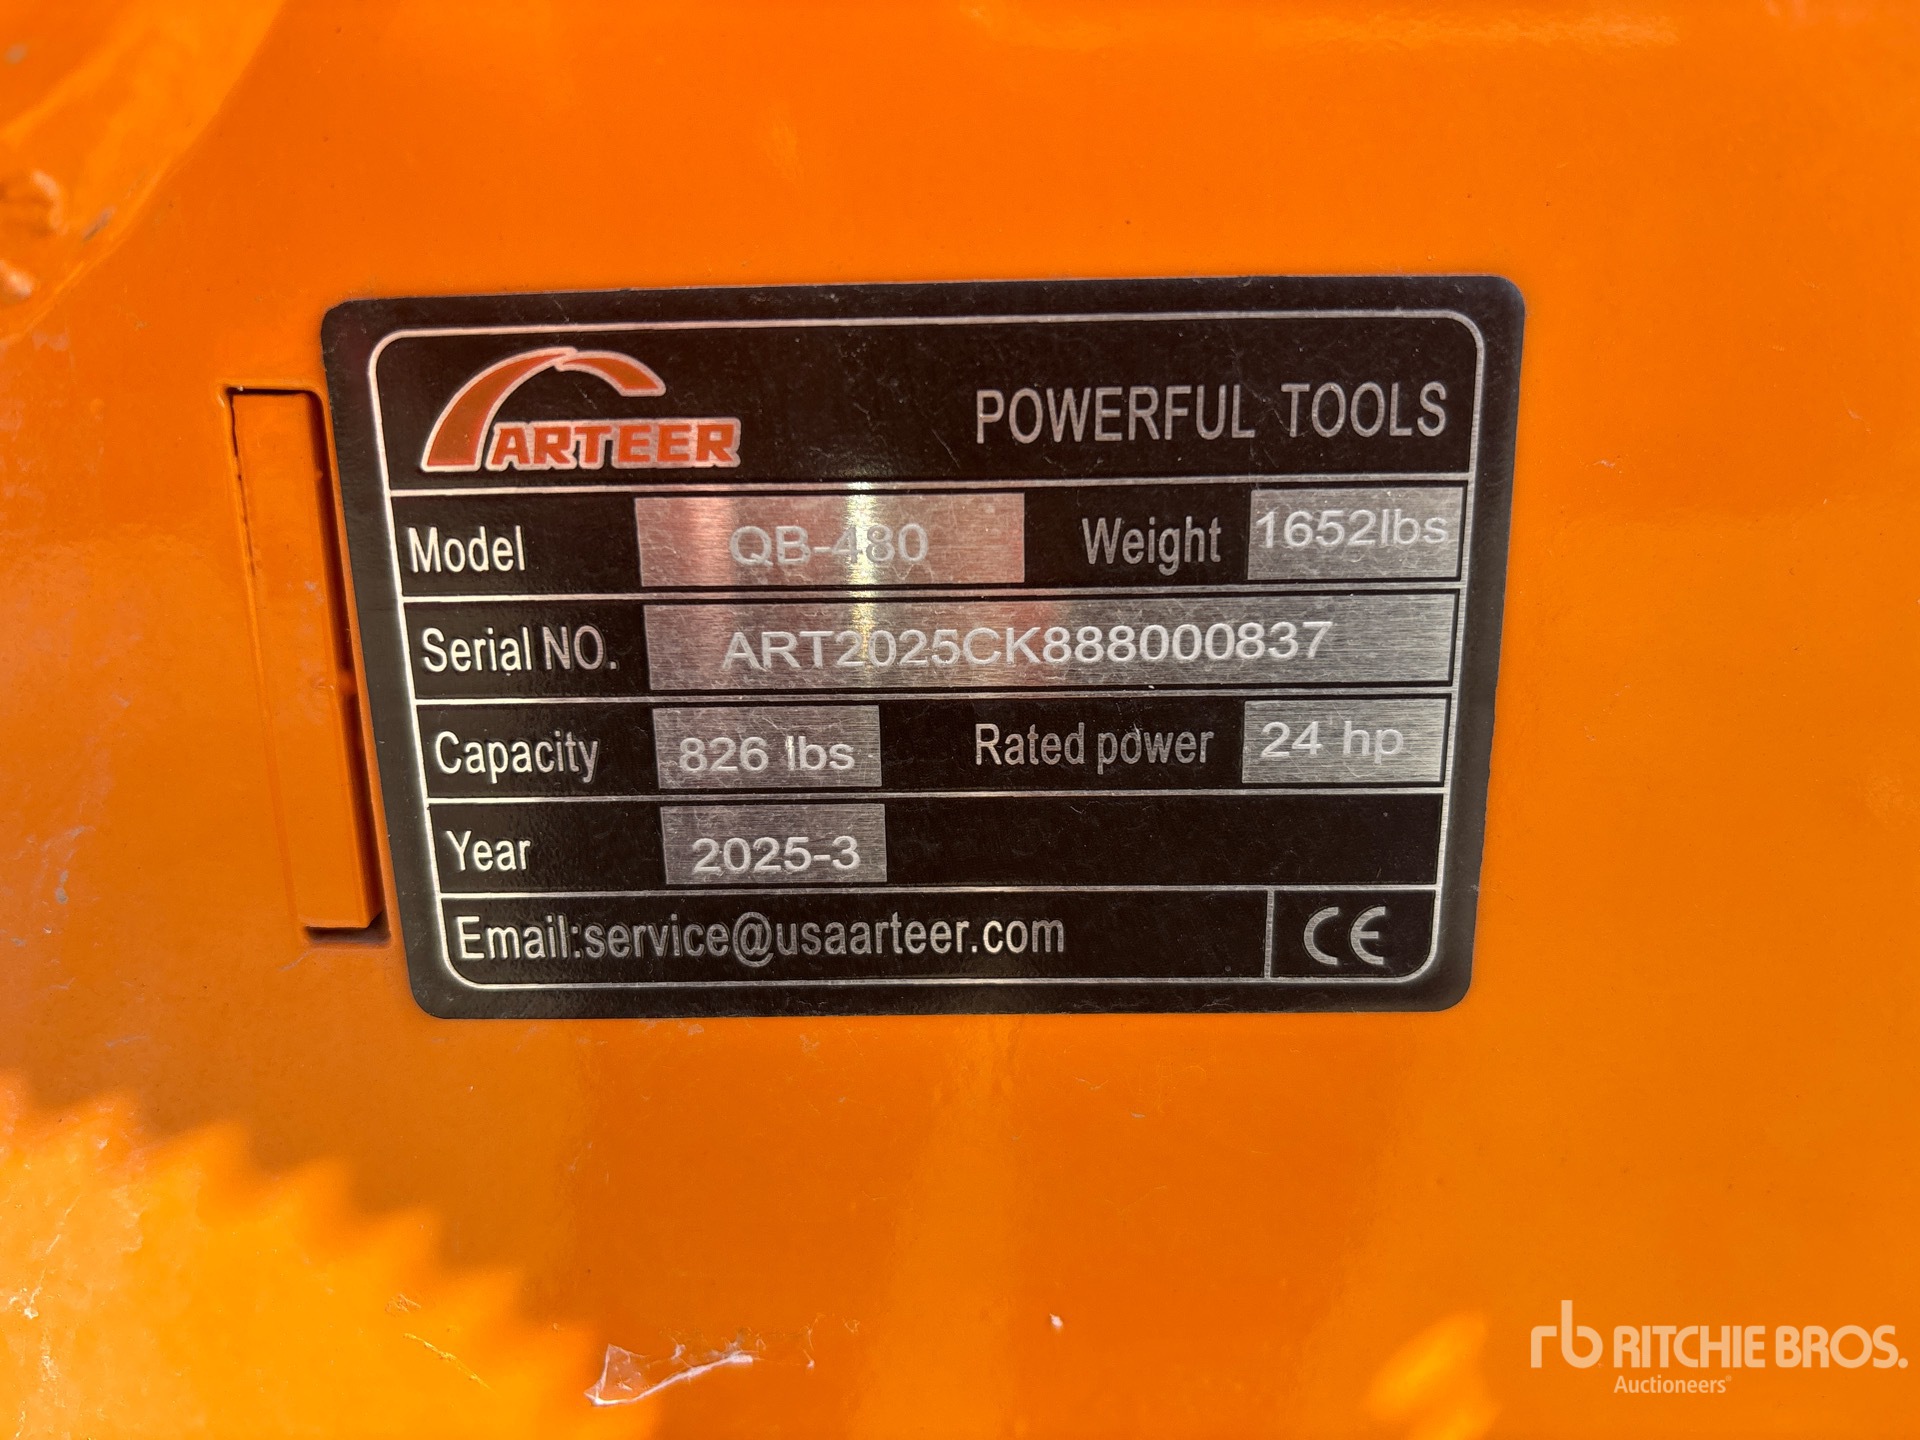 ARTEER
POWERFUL TOOLS
Model QB-480 Weight 1652lbs
Serial NO. ART2025CK888000837
Capacity 826 lbs Rated power 24 hp
Year 2025-3
Email:service@usaarteer.com CE
rb RITCHIE BROS.
Auctioneers